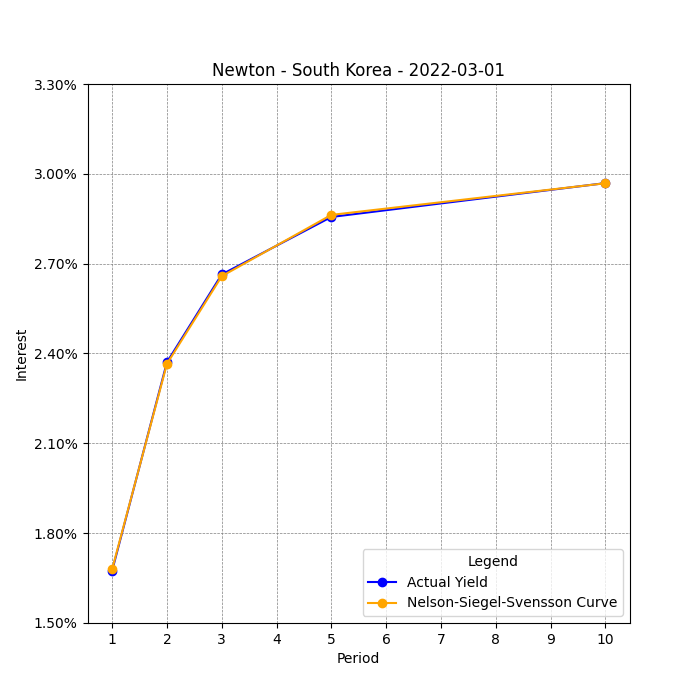 Newton - South Korea - 2022-03-01
3.30%
3.00%
2.70%
2.40%
2.10%
1.80%
1.50%
Interest
1 2 3 4 5 6 7 8 9 10
Period
Legend
Actual Yield
Nelson-Siegel-Svensson Curve